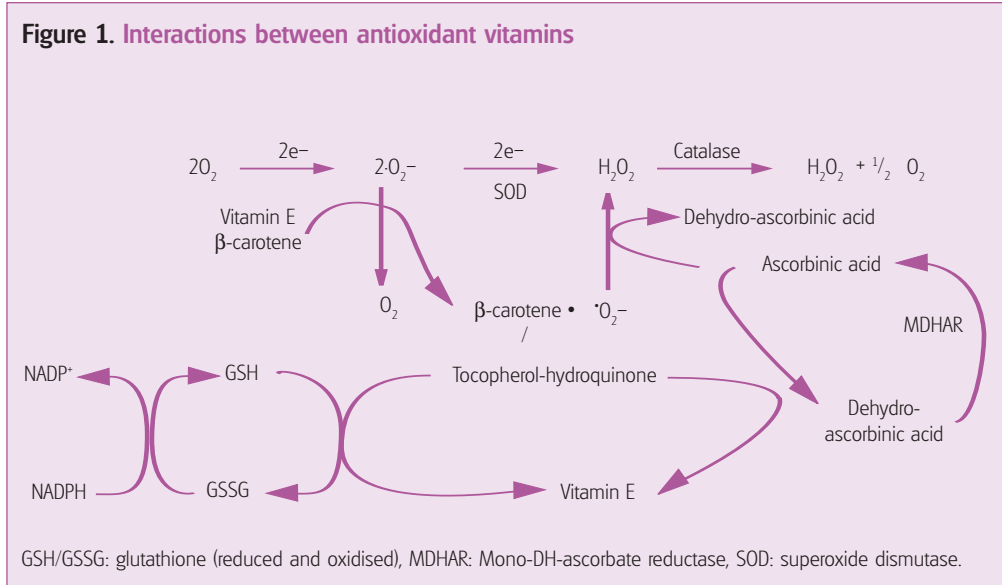 Figure 1. Interactions between antioxidant vitamins
2O₂
2e–
2·O₂–
2e–
SOD
H₂O₂
Catalase
H₂O₂ + ¹/₂ O₂
Vitamin E
β-carotene
Dehydro-ascorbinic acid
Ascorbinic acid
O₂
β-carotene •
/
•O₂–
MDHAR
NADP⁺
GSH
Tocopherol-hydroquinone
Dehydro-
ascorbinic acid
NADPH
GSSG
Vitamin E
GSH/GSSG: glutathione (reduced and oxidised), MDHAR: Mono-DH-ascorbate reductase, SOD: superoxide dismutase.